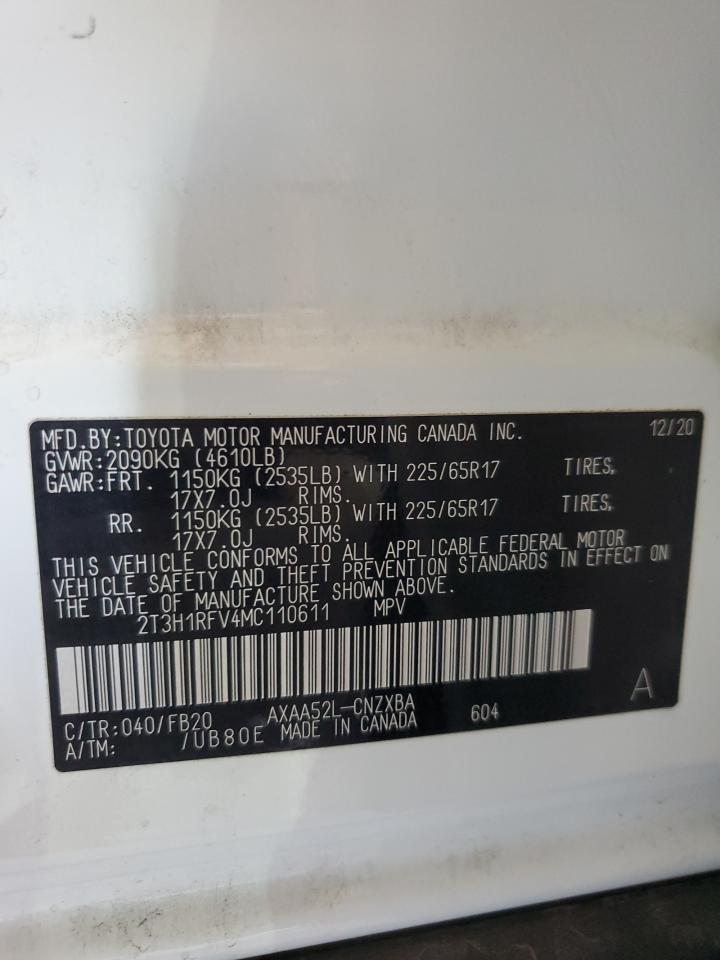 MFD.BY:TOYOTA MOTOR MANUFACTURING CANADA INC. 12/20
GVWR:2090KG (4610LB)
GAWR:FRT. 1150KG (2535LB) WITH 225/65R17 TIRES,
17X7.0J RIMS.
RR. 1150KG (2535LB) WITH 225/65R17 TIRES,
17X7.0J RIMS.
THIS VEHICLE CONFORMS TO ALL APPLICABLE FEDERAL MOTOR
VEHICLE SAFETY AND THEFT PREVENTION STANDARDS IN EFFECT ON
THE DATE OF MANUFACTURE SHOWN ABOVE.
2T3H1RFV4MC110611 MPV
A
C/TR:040/FB20 AXAA52L-CNZXBA 604
A/TM: /UB80E MADE IN CANADA